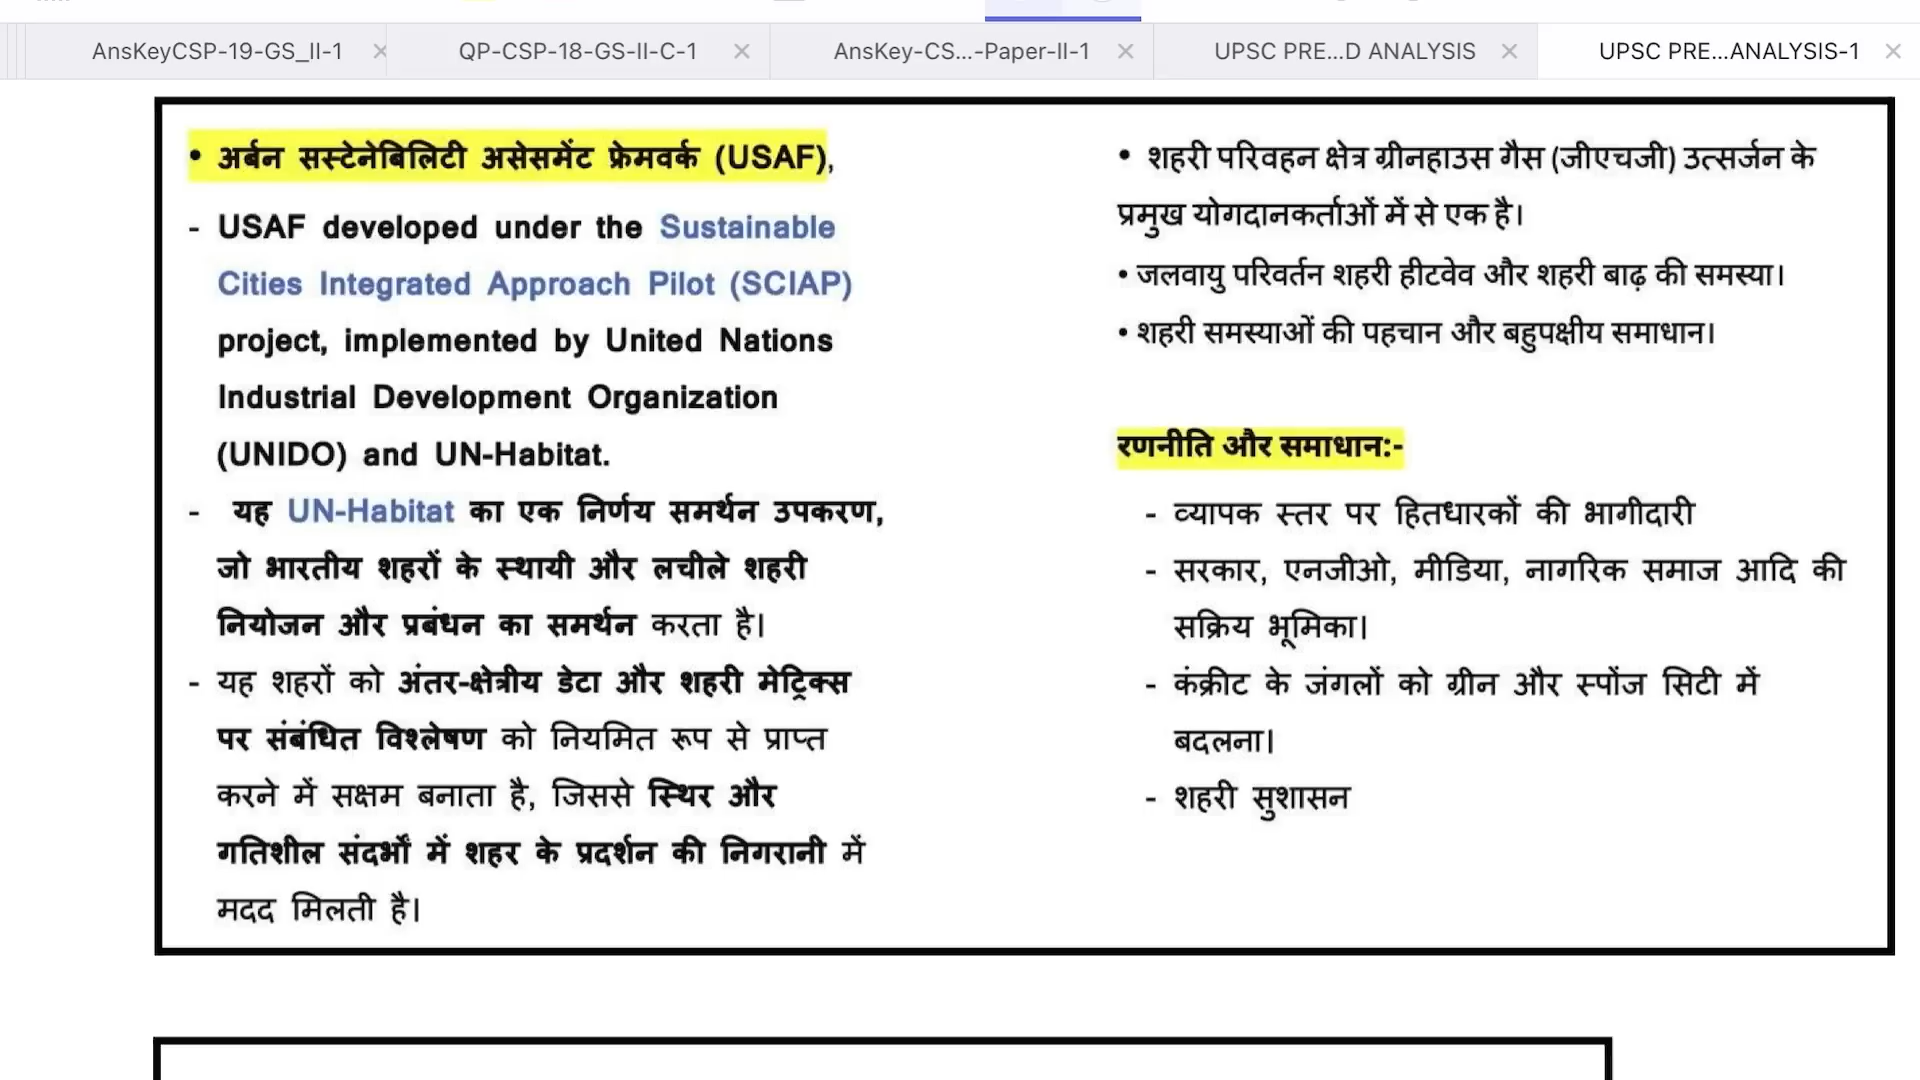 AnsKeyCSP-19-GS_II-1
QP-CSP-18-GS-II-C-1
AnsKey-CS...-Paper-II-1
UPSC PRE...D ANALYSIS
UPSC PRE...ANALYSIS-1
• अर्बन सस्टेनेबिलिटी असेसमेंट फ्रेमवर्क (USAF),
- USAF developed under the Sustainable
Cities Integrated Approach Pilot (SCIAP)
project, implemented by United Nations
Industrial Development Organization
(UNIDO) and UN-Habitat.
- यह UN-Habitat का एक निर्णय समर्थन उपकरण,
जो भारतीय शहरों के स्थायी और लचीले शहरी
नियोजन और प्रबंधन का समर्थन करता है।
- यह शहरों को अंतर-क्षेत्रीय डेटा और शहरी मेट्रिक्स
पर संबंधित विश्लेषण को नियमित रूप से प्राप्त
करने में सक्षम बनाता है, जिससे स्थिर और
गतिशील संदर्भों में शहर के प्रदर्शन की निगरानी में
मदद मिलती है।
• शहरी परिवहन क्षेत्र ग्रीनहाउस गैस (जीएचजी) उत्सर्जन के
प्रमुख योगदानकर्ताओं में से एक है।
• जलवायु परिवर्तन शहरी हीटवेव और शहरी बाढ़ की समस्या।
• शहरी समस्याओं की पहचान और बहुपक्षीय समाधान।
रणनीति और समाधान:-
- व्यापक स्तर पर हितधारकों की भागीदारी
- सरकार, एनजीओ, मीडिया, नागरिक समाज आदि की
सक्रिय भूमिका।
- कंक्रीट के जंगलों को ग्रीन और स्पोंज सिटी में
बदलना।
- शहरी सुशासन